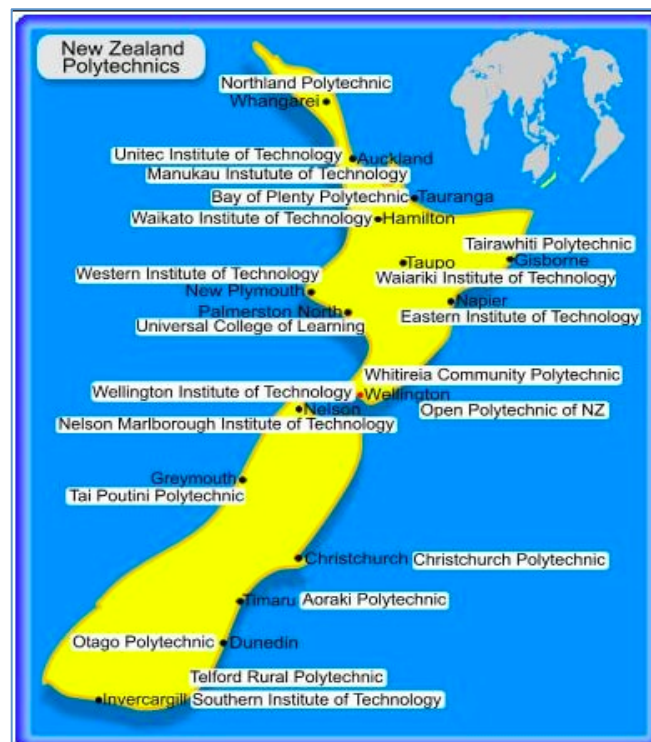 New Zealand
Polytechnics
Northland Polytechnic
Whangarei
Unitec Institute of Technology
Auckland
Manukau Instutute of Technology
Bay of Plenty Polytechnic
Tauranga
Waikato Institute of Technology
Hamilton
Tairawhiti Polytechnic
Taupo
Gisborne
Western Institute of Technology
Waiariki Institute of Technology
New Plymouth
Napier
Palmerston North
Eastern Institute of Technology
Universal College of Learning
Whitireia Community Polytechnic
Wellington Institute of Technology
Wellington
Nelson
Open Polytechnic of NZ
Nelson Marlborough Institute of Technology
Greymouth
Tai Poutini Polytechnic
Christchurch
Christchurch Polytechnic
Timaru
Aoraki Polytechnic
Otago Polytechnic
Dunedin
Telford Rural Polytechnic
Invercargill
Southern Institute of Technology